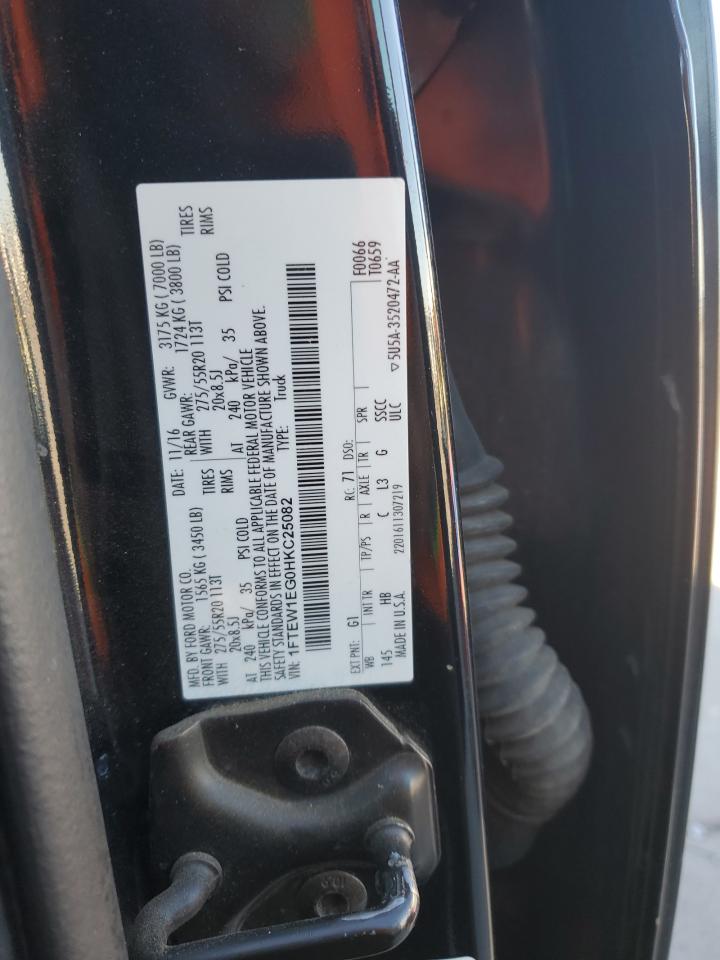 MFD. BY FORD MOTOR CO. DATE: 11/16 GVWR: 3175 KG ( 7000 LB)
FRONT GAWR: 1565 KG ( 3450 LB) REAR GAWR: 1724 KG ( 3800 LB)
WITH 275/55R20 113T TIRES WITH 275/55R20 113T TIRES
20x8.5J RIMS 20x8.5J RIMS
AT 240 kPa/ 35 PSI COLD AT 240 kPa/ 35 PSI COLD
THIS VEHICLE CONFORMS TO ALL APPLICABLE FEDERAL MOTOR VEHICLE
SAFETY STANDARDS IN EFFECT ON THE DATE OF MANUFACTURE SHOWN ABOVE.
VIN: 1FTEW1EG0HKC25082 TYPE: Truck
EXT PNT: G1 RC: 71 DSO: F0066
WB INT TR TP/PS R AXLE TR SPR T0659
145 HB C L3 G SSCC
MADE IN U.S.A. 2201611307219 ULC ▽5U5A-3520472-AA